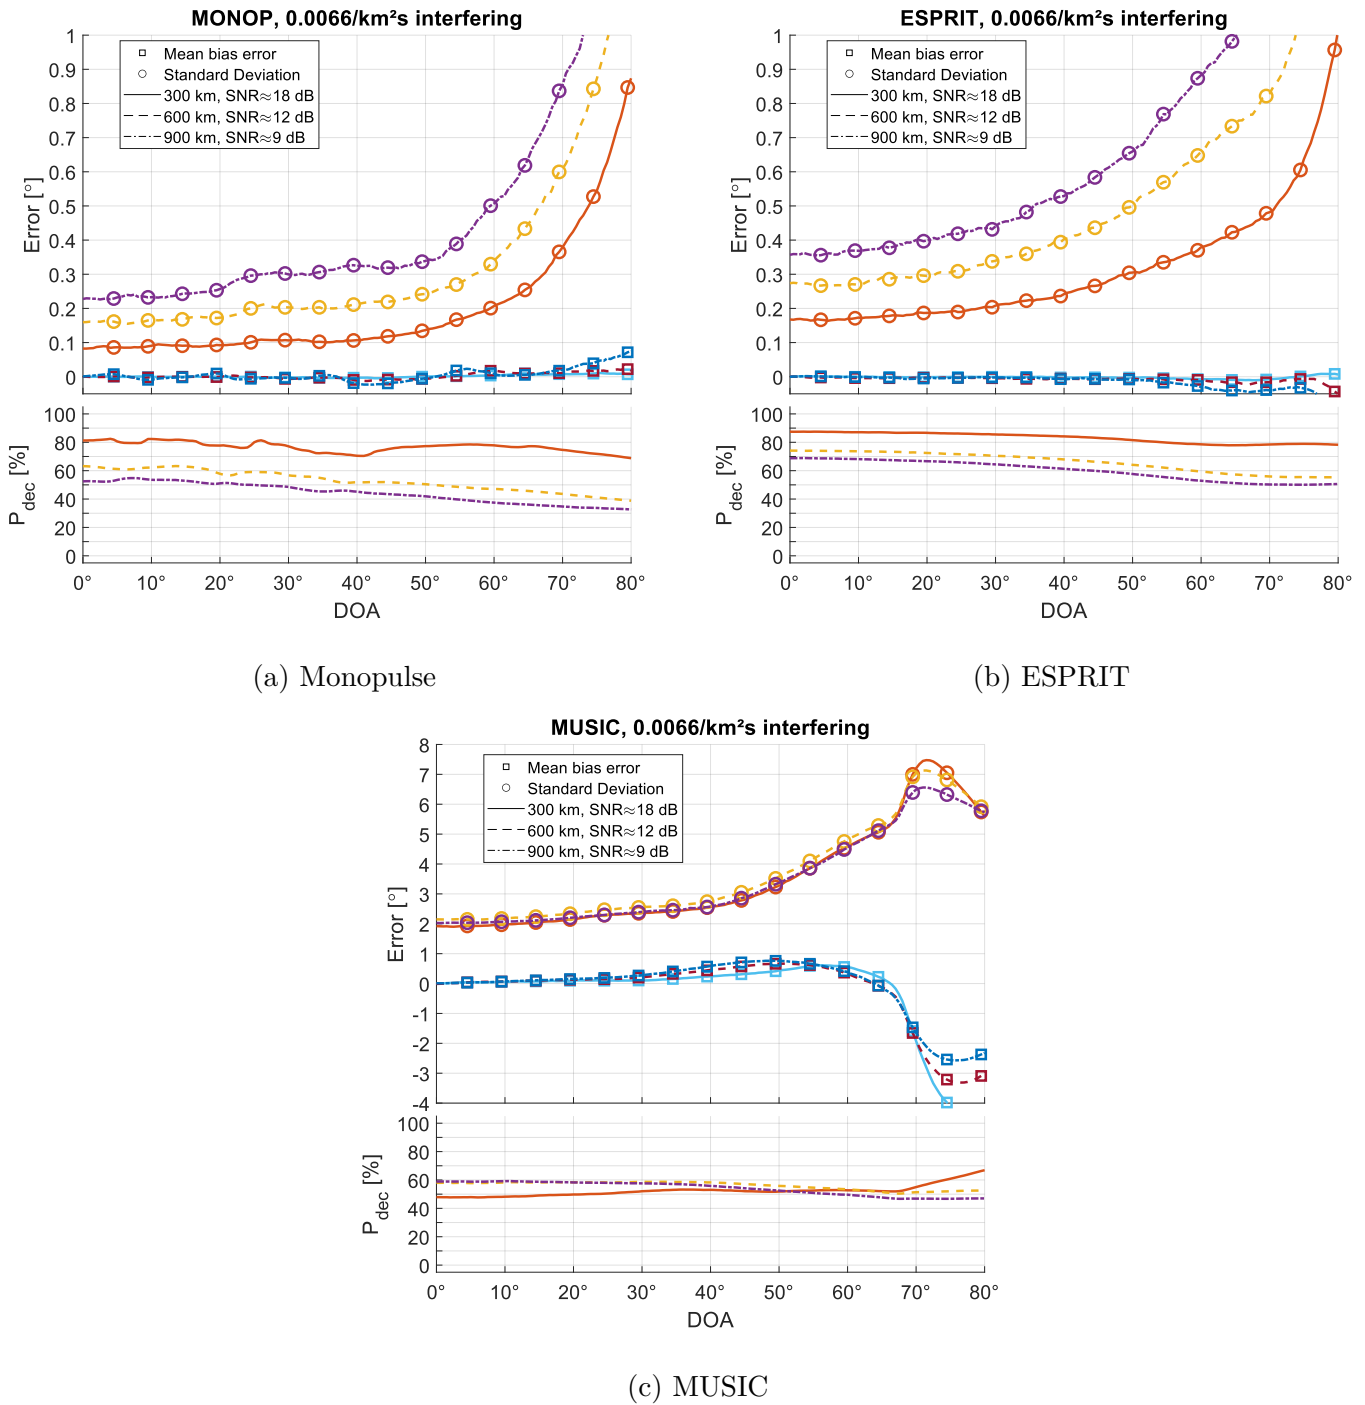 MONOP, 0.0066/km²s interfering
Mean bias error
Standard Deviation
300 km, SNR≈18 dB
600 km, SNR≈12 dB
900 km, SNR≈9 dB
Error [°]
1
0.9
0.8
0.7
0.6
0.5
0.4
0.3
0.2
0.1
0
P_dec [%]
100
80
60
40
20
0
0° 10° 20° 30° 40° 50° 60° 70° 80°
DOA
(a) Monopulse
ESPRIT, 0.0066/km²s interfering
Mean bias error
Standard Deviation
300 km, SNR≈18 dB
600 km, SNR≈12 dB
900 km, SNR≈9 dB
Error [°]
1
0.9
0.8
0.7
0.6
0.5
0.4
0.3
0.2
0.1
0
P_dec [%]
100
80
60
40
20
0
0° 10° 20° 30° 40° 50° 60° 70° 80°
DOA
(b) ESPRIT
MUSIC, 0.0066/km²s interfering
Mean bias error
Standard Deviation
300 km, SNR≈18 dB
600 km, SNR≈12 dB
900 km, SNR≈9 dB
Error [°]
8
7
6
5
4
3
2
1
0
-1
-2
-3
-4
P_dec [%]
100
80
60
40
20
0
0° 10° 20° 30° 40° 50° 60° 70° 80°
DOA
(c) MUSIC